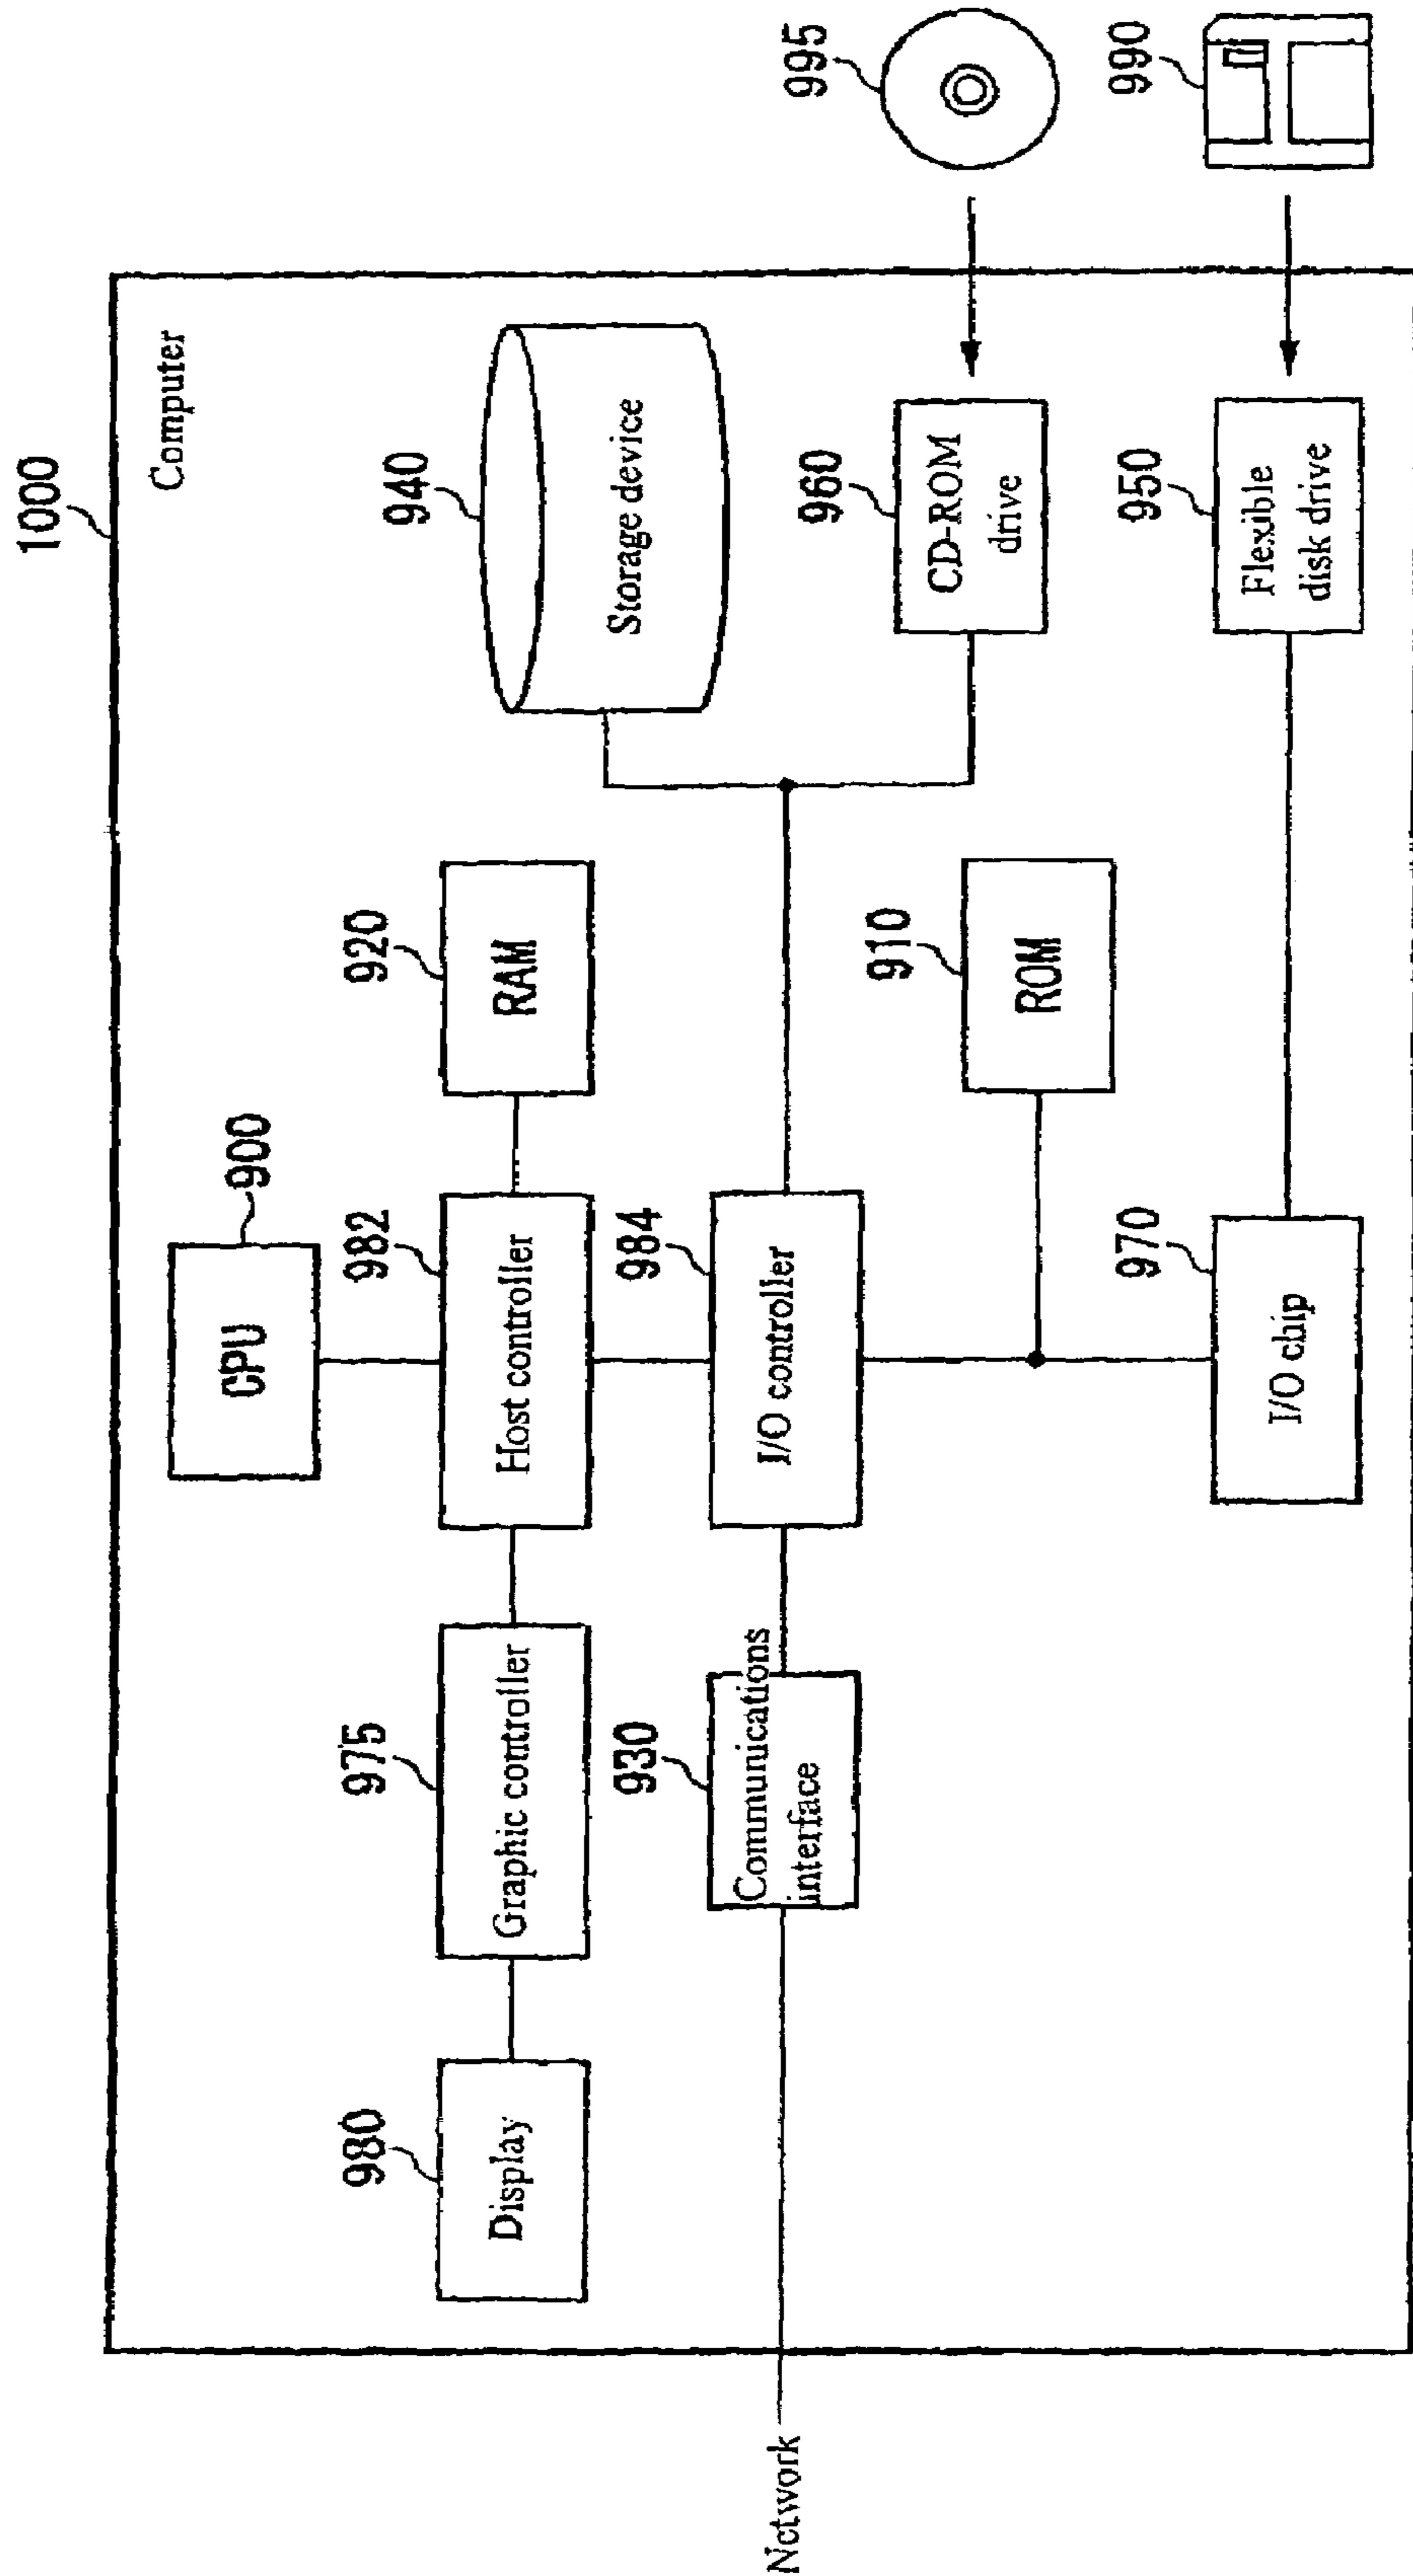 1000
Computer
900
CPU
980
Display
975
Graphic controller
982
Host controller
920
RAM
940
Storage device
Network
930
Communications
interface
984
I/O controller
910
ROM
960
CD-ROM
drive
995
970
I/O chip
950
Flexible
disk drive
990